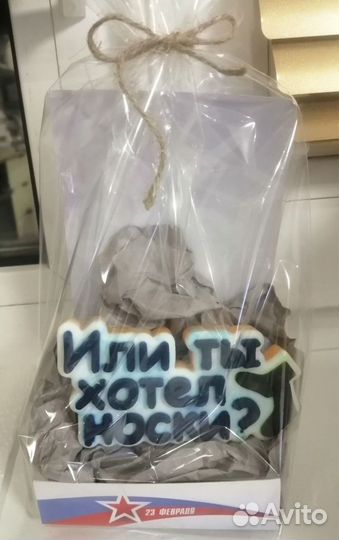 Или ты
хотел
носки?
23 ФЕВРАЛЯ
Avito